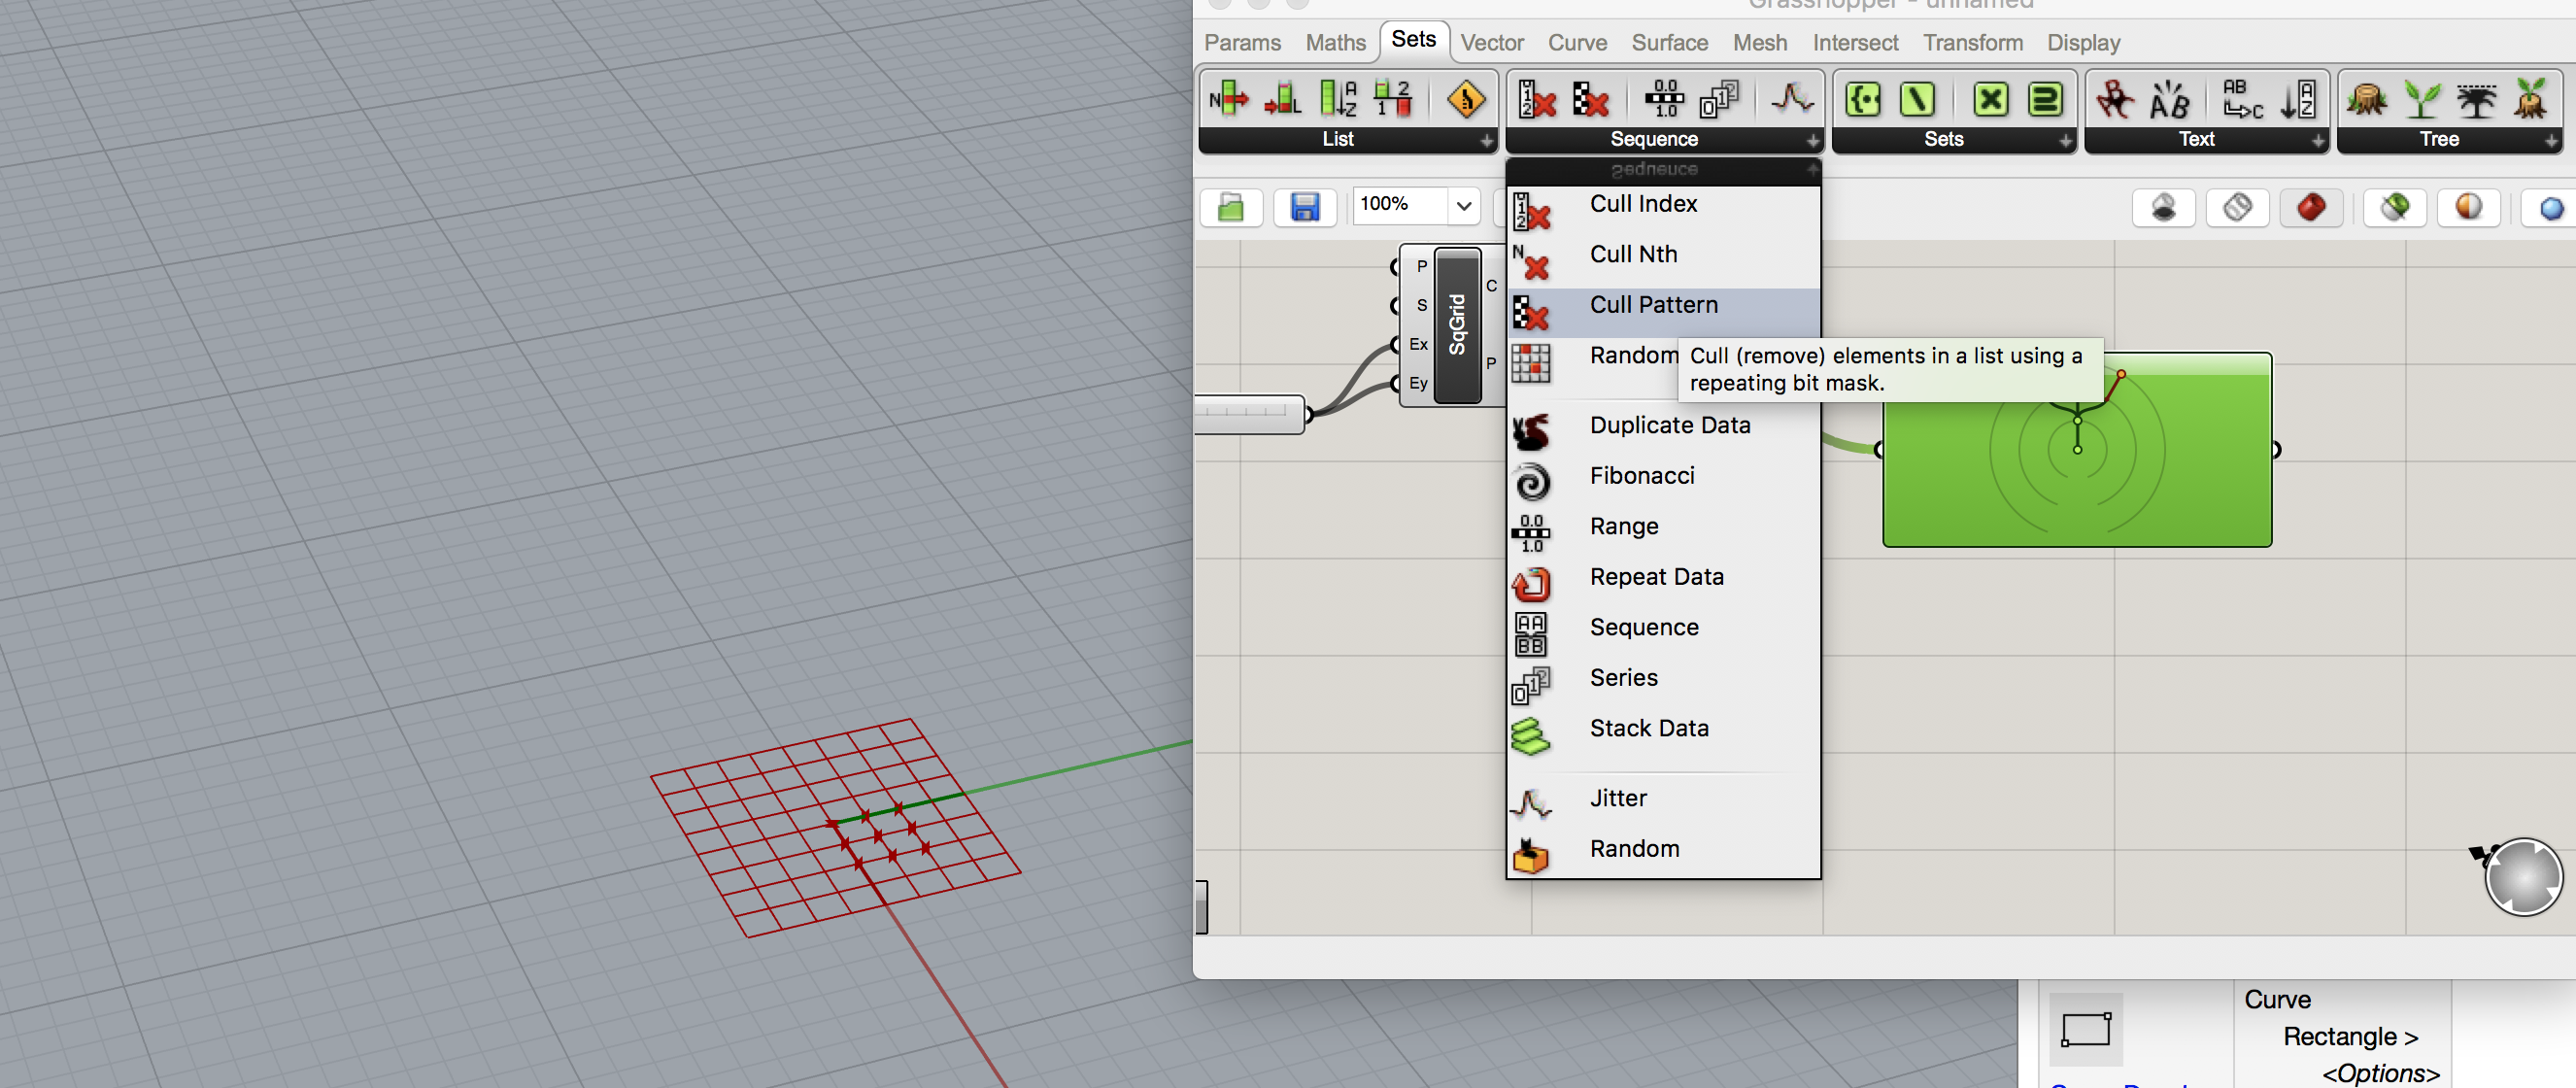 Grasshopper - unnamed
Params Maths Sets Vector Curve Surface Mesh Intersect Transform Display
List Sequence Sets Text Tree
Sequence
100%
Cull Index
Cull Nth
Cull Pattern
Random
Cull (remove) elements in a list using a
repeating bit mask.
Duplicate Data
Fibonacci
Range
Repeat Data
Sequence
Series
Stack Data
Jitter
Random
P
S
Ex
Ey
SqGrid
C
P
Curve
Rectangle >
<Options>